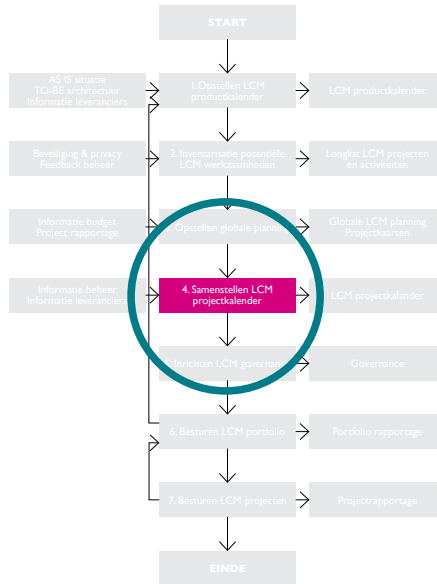 START
AS IS situatie
TO-BE architectuur
Informatie leveranciers
1. Opstellen LCM
productkalender
LCM productkalender
Beveiliging & privacy
Feedback beheer
2. Inventarisatie potentiële
LCM werkzaamheden
Longlist LCM projecten
en activiteiten
Informatie budget
Project rapportage
. Opstellen globale planning
Globale LCM planning
Projectkaarten
Informatie beheer
Informatie leveranciers
4. Samenstellen LCM
projectkalender
LCM projectkalander
. Inrichten LCM governance
Governance
6. Besturen LCM portfolio
Portfolio rapportage
7. Besturen LCM projecten
Projectrapportage
EINDE